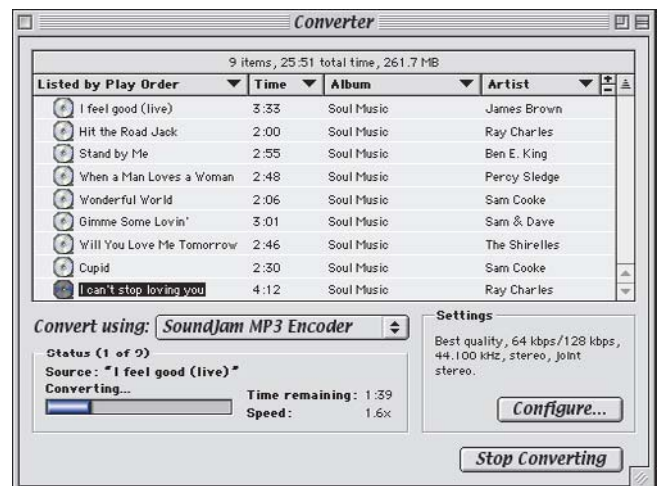 Converter
9 items, 25:51 total time, 261.7 MB
Listed by Play Order Time Album Artist
I feel good (live) 3:33 Soul Music James Brown
Hit the Road Jack 2:00 Soul Music Ray Charles
Stand by Me 2:55 Soul Music Ben E. King
When a Man Loves a Woman 2:48 Soul Music Percy Sledge
Wonderful World 2:06 Soul Music Sam Cooke
Gimme Some Lovin' 3:01 Soul Music Sam & Dave
Will You Love Me Tomorrow 2:46 Soul Music The Shirelles
Cupid 2:30 Soul Music Sam Cooke
I can't stop loving you 4:12 Soul Music Ray Charles
Convert using: SoundJam MP3 Encoder
Status (1 of 9)
Source: "I feel good (live)"
Converting...
Time remaining: 1:39
Speed: 1.6x
Settings
Best quality, 64 kbps/128 kbps,
44.100 kHz, stereo, joint
stereo.
Configure...
Stop Converting